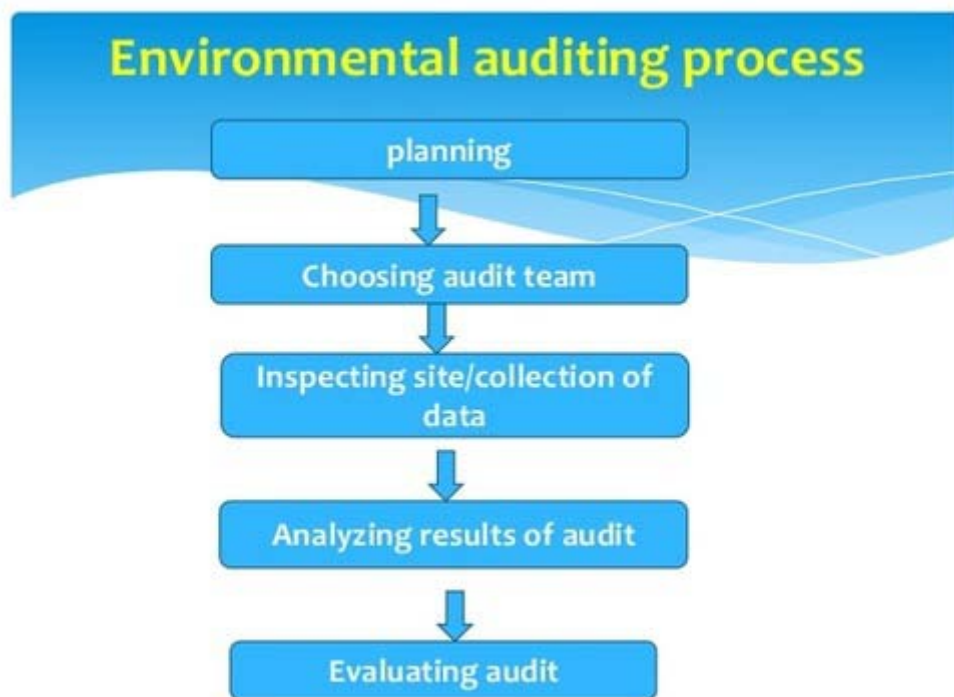 Environmental auditing process
planning
Choosing audit team
Inspecting site/collection of
data
Analyzing results of audit
Evaluating audit